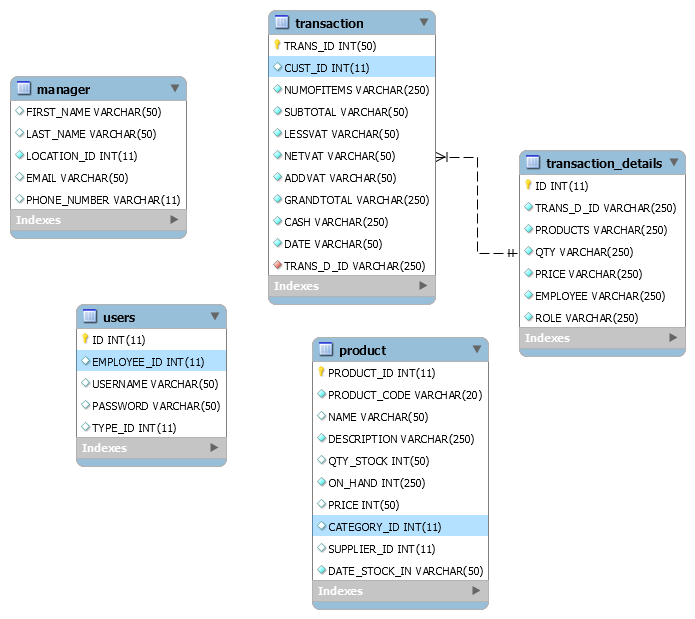 transaction
TRANS_ID INT(50)
CUST_ID INT(11)
NUMOFITEMS VARCHAR(250)
SUBTOTAL VARCHAR(50)
LESSVAT VARCHAR(50)
NETVAT VARCHAR(50)
ADDVAT VARCHAR(50)
GRANDTOTAL VARCHAR(250)
CASH VARCHAR(250)
DATE VARCHAR(50)
TRANS_D_ID VARCHAR(250)
Indexes
manager
FIRST_NAME VARCHAR(50)
LAST_NAME VARCHAR(50)
LOCATION_ID INT(11)
EMAIL VARCHAR(50)
PHONE_NUMBER VARCHAR(11)
Indexes
transaction_details
ID INT(11)
TRANS_D_ID VARCHAR(250)
PRODUCTS VARCHAR(250)
QTY VARCHAR(250)
PRICE VARCHAR(250)
EMPLOYEE VARCHAR(250)
ROLE VARCHAR(250)
Indexes
users
ID INT(11)
EMPLOYEE_ID INT(11)
USERNAME VARCHAR(50)
PASSWORD VARCHAR(50)
TYPE_ID INT(11)
Indexes
product
PRODUCT_ID INT(11)
PRODUCT_CODE VARCHAR(20)
NAME VARCHAR(50)
DESCRIPTION VARCHAR(250)
QTY_STOCK INT(50)
ON_HAND INT(250)
PRICE INT(50)
CATEGORY_ID INT(11)
SUPPLIER_ID INT(11)
DATE_STOCK_IN VARCHAR(50)
Indexes